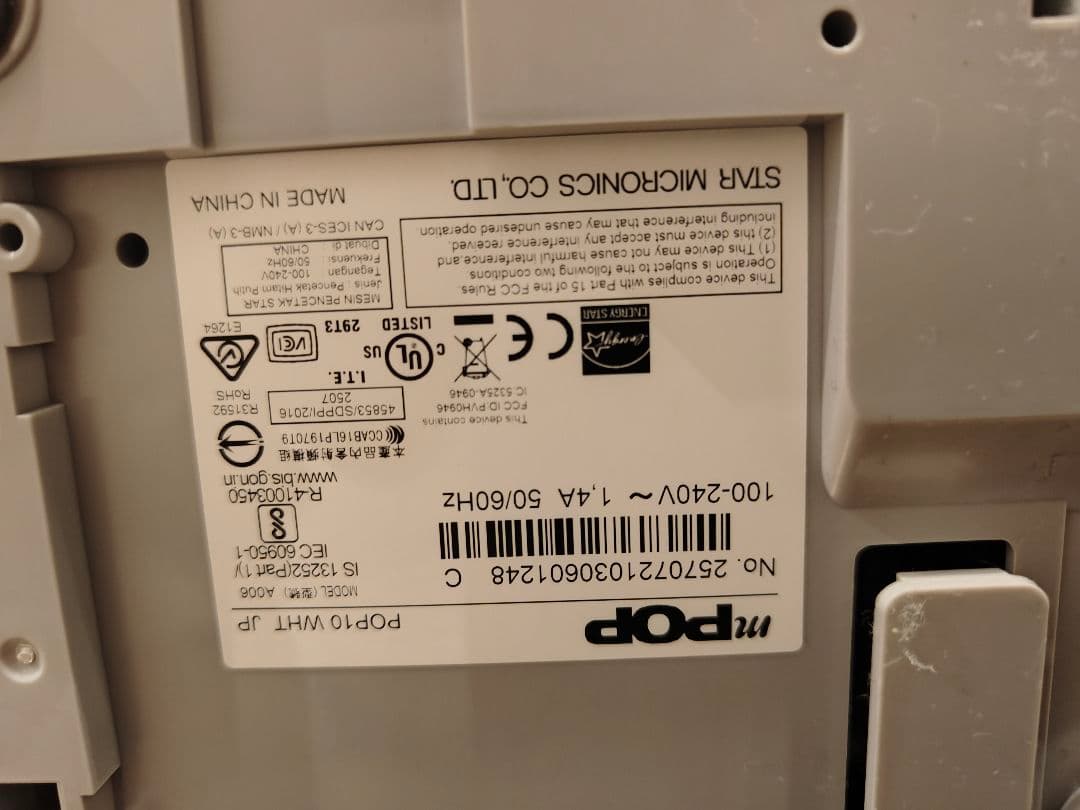 mPOP
POP10 WHT JP
No. 2570721030601248 C
100-240V〜 1,4A 50/60Hz
MODEL (型號) A006
IS 13252(Part 1)/
IEC 60950-1
R-41003450
www.bis.gon.in
本產品內含射頻模組
CCAB16LP1970T9
R31592
RoHS
This device contains
FCC ID:PVH0946
IC 5325A-0946
45853/SDPPI/2016
2507
I.T.E.
C UL US
LISTED 29T3
VCI
E1264
energy
ENERGY STAR
CE
MESIN PENCETAK STAR
Jenis : Pencetak Hitam Putih
Tegangan : 100-240V
Frekuensi : 50/60Hz
Dibuat di : CHINA
This device complies with Part 15 of the FCC Rules.
Operation is subject to the following two conditions.
(1) This device may not cause harmful interference,and
(2) this device must accept any interference received.
including interference that may cause undesired operation.
CAN ICES-3 (A) / NMB-3 (A)
STAR MICRONICS CO.,LTD.
MADE IN CHINA